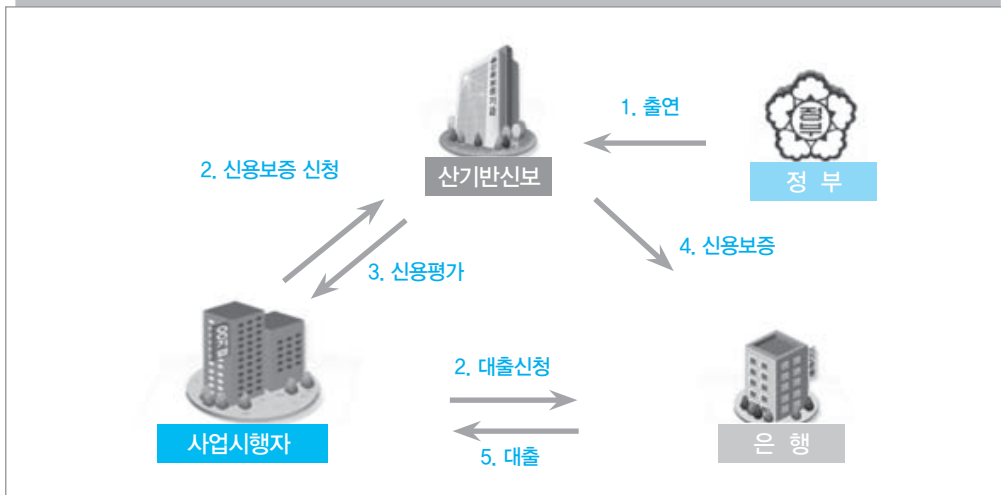 1. 출연
정부
산기반신보
정 부
2. 신용보증 신청
4. 신용보증
3. 신용평가
2. 대출신청
사업시행자
은 행
5. 대출